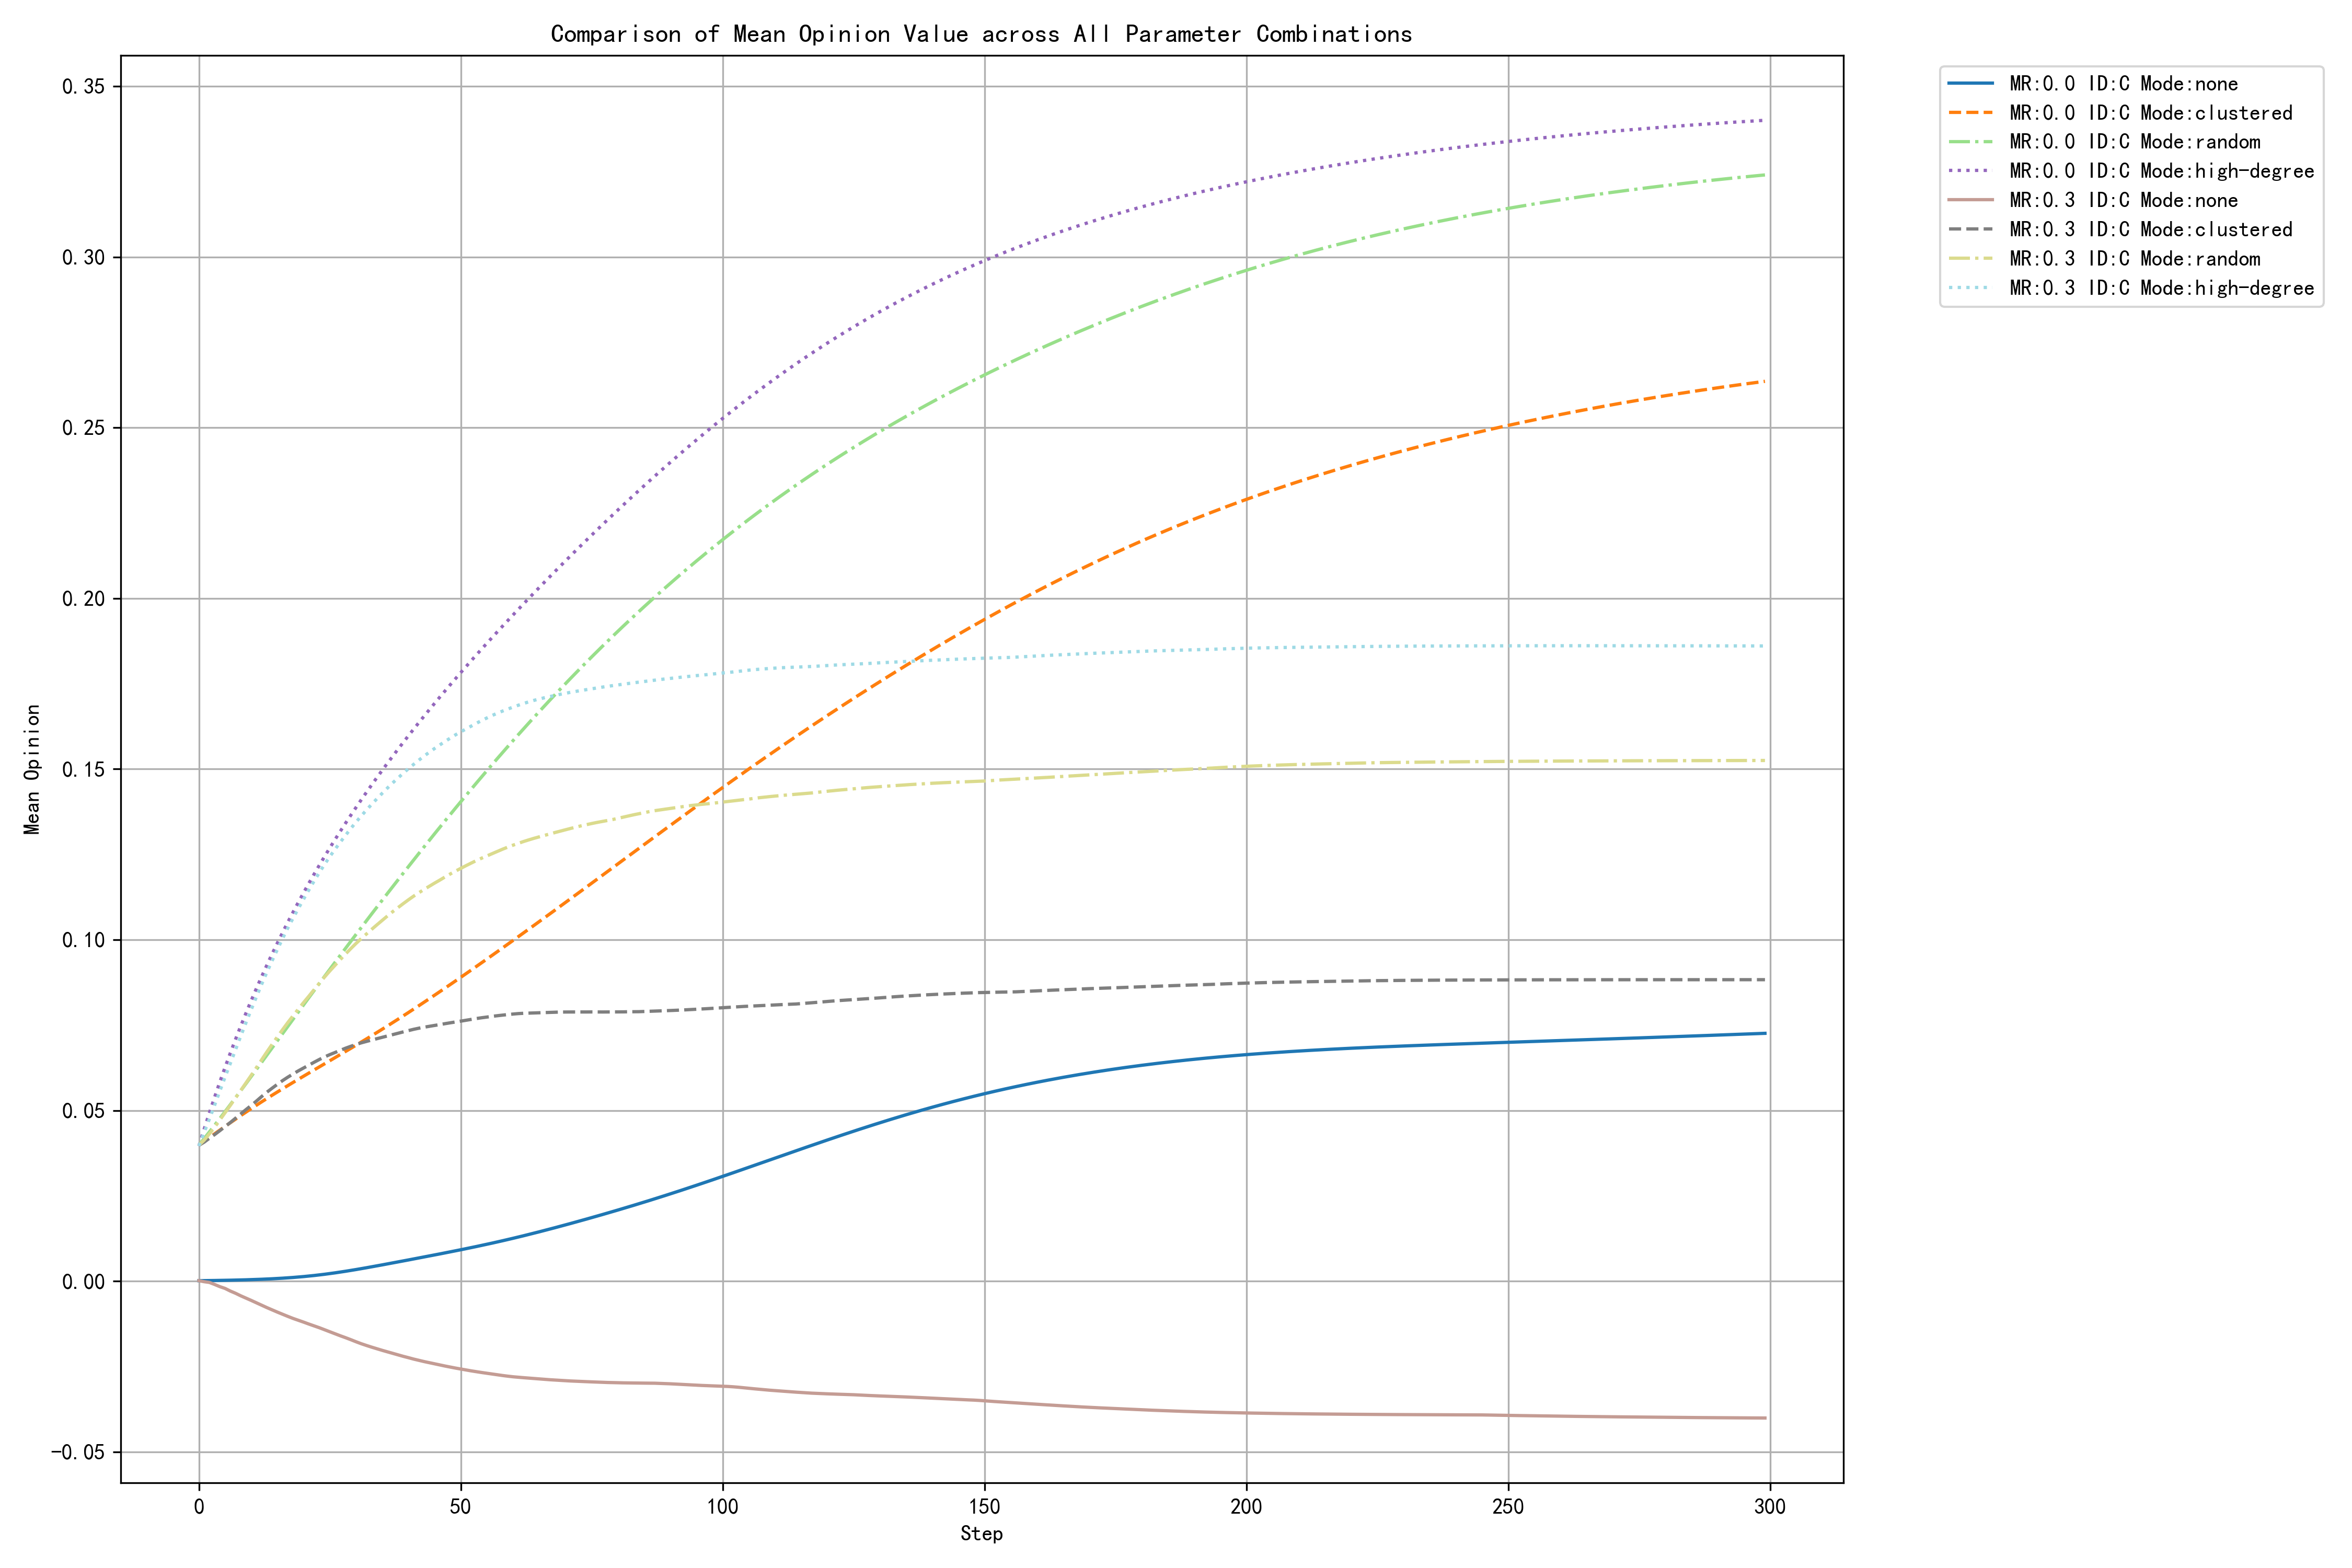 Comparison of Mean Opinion Value across All Parameter Combinations
0.35
0.30
0.25
0.20
0.15
0.10
0.05
0.00
-0.05
Mean Opinion
0 50 100 150 200 250 300
Step
MR:0.0 ID:C Mode:none
MR:0.0 ID:C Mode:clustered
MR:0.0 ID:C Mode:random
MR:0.0 ID:C Mode:high-degree
MR:0.3 ID:C Mode:none
MR:0.3 ID:C Mode:clustered
MR:0.3 ID:C Mode:random
MR:0.3 ID:C Mode:high-degree